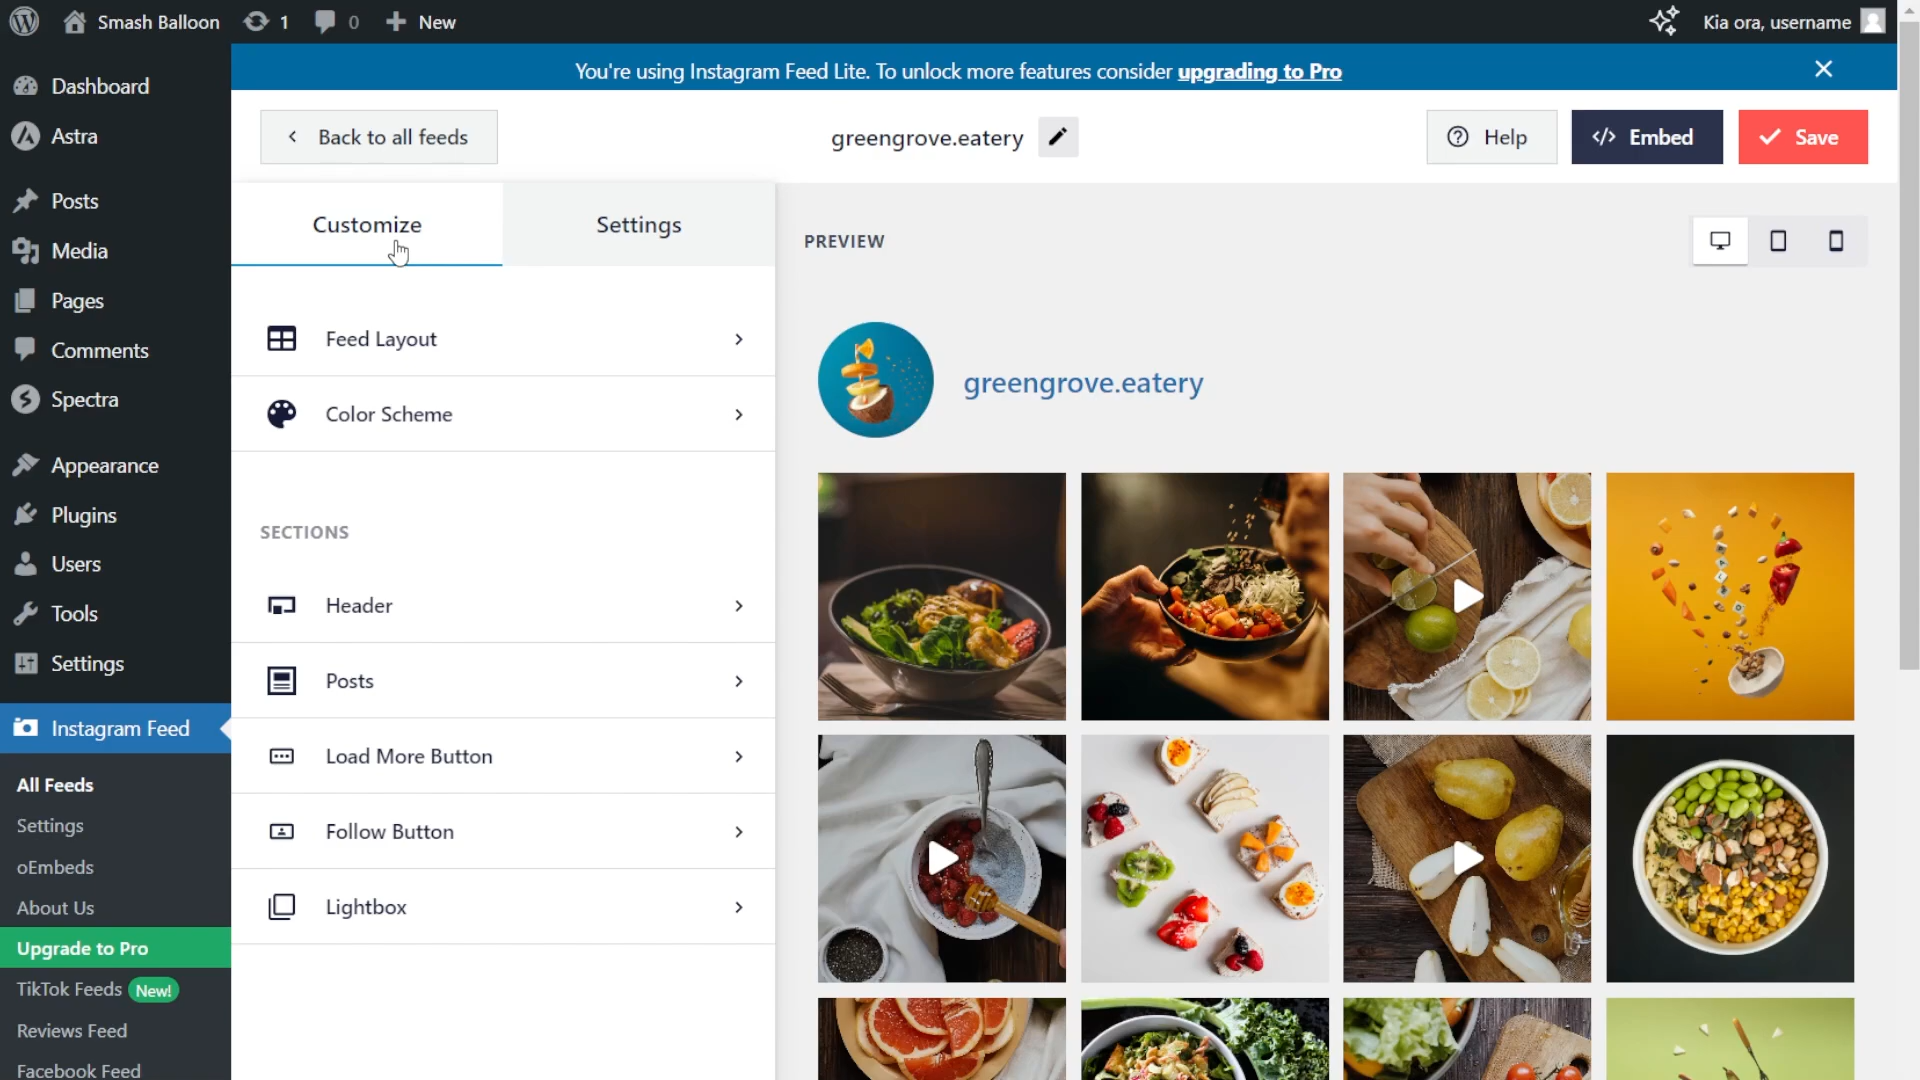 Smash Balloon 1 0 New
Kia ora, username
You're using Instagram Feed Lite. To unlock more features consider upgrading to Pro
Dashboard
Astra
Posts
Media
Pages
Comments
Spectra
Appearance
Plugins
Users
Tools
Settings
Instagram Feed
All Feeds
Settings
oEmbeds
About Us
Upgrade to Pro
TikTok Feeds New!
Reviews Feed
Facebook Feed
Back to all feeds
greengrove.eatery
Help
Embed
Save
Customize
Settings
Feed Layout
Color Scheme
SECTIONS
Header
Posts
Load More Button
Follow Button
Lightbox
PREVIEW
greengrove.eatery